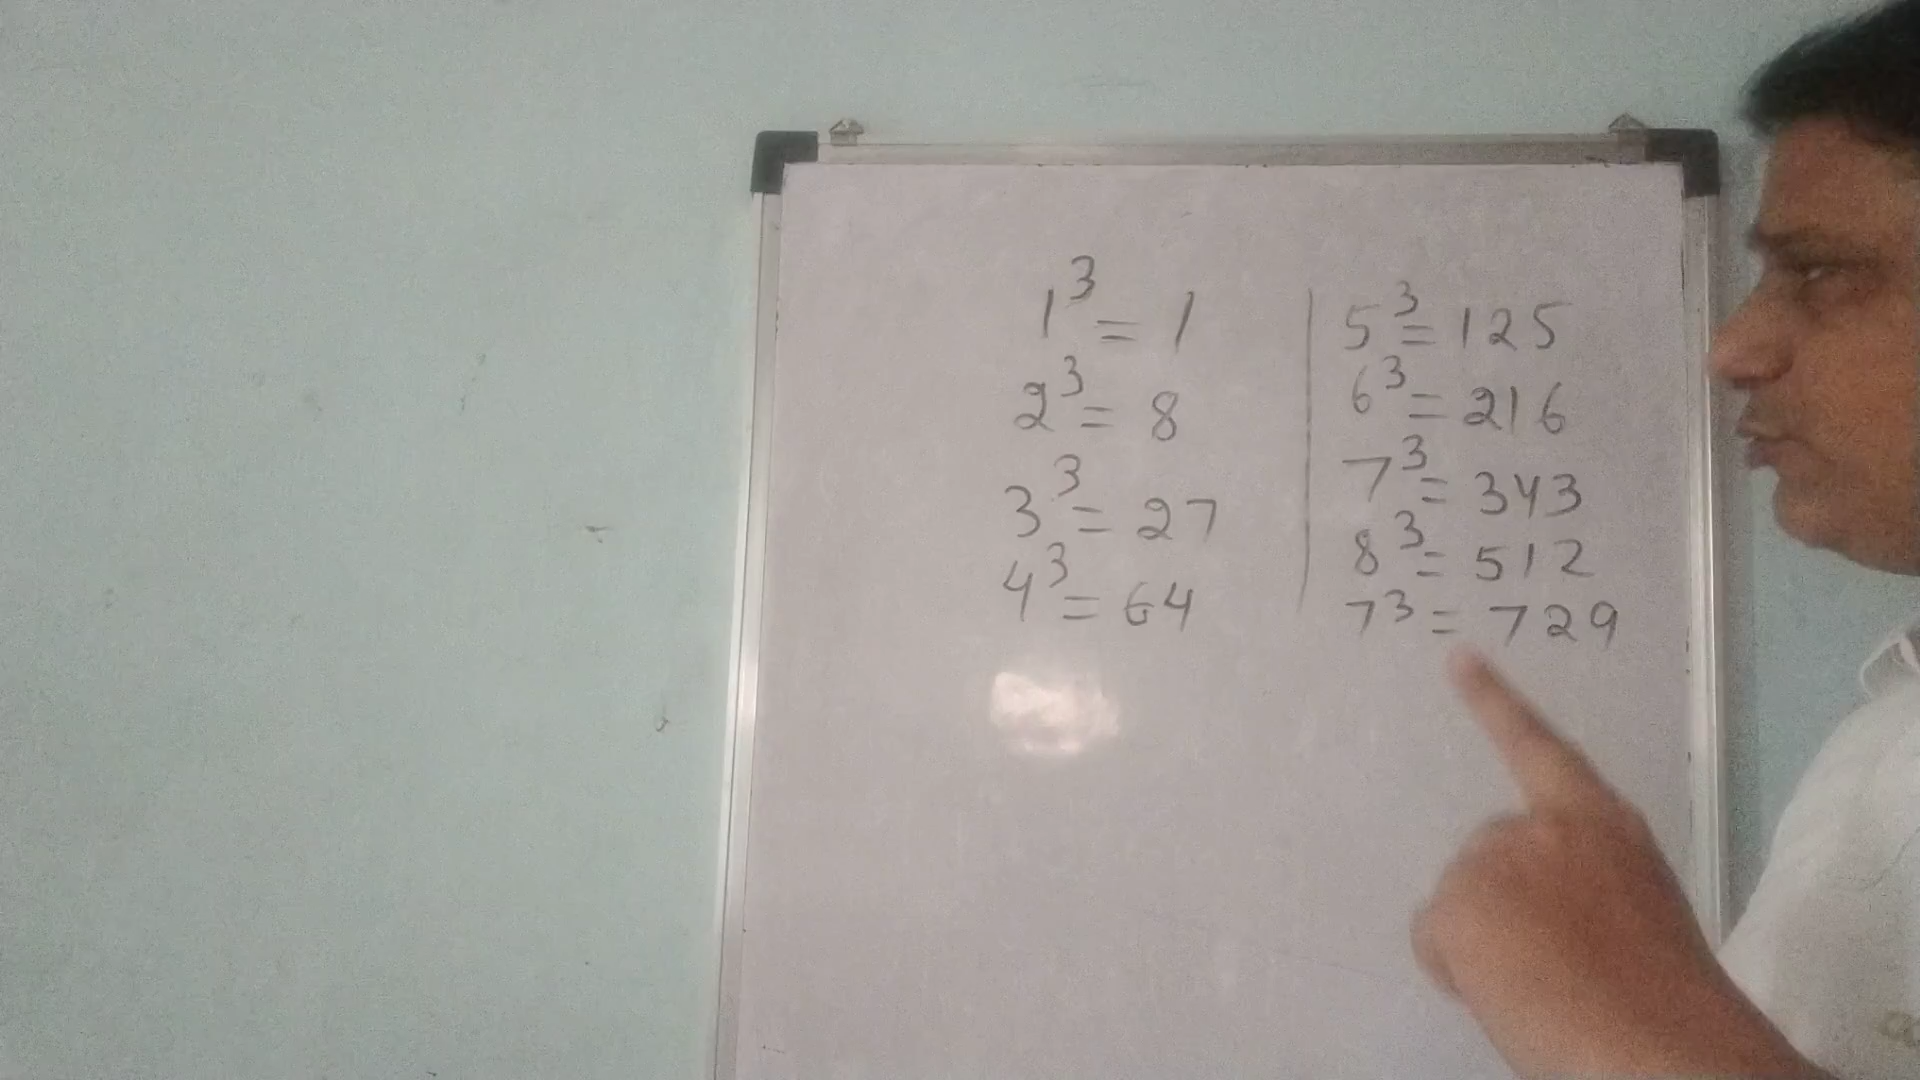 1³ = 1
2³ = 8
3³ = 27
4³ = 64
5³ = 125
6³ = 216
7³ = 343
8³ = 512
7³ = 729